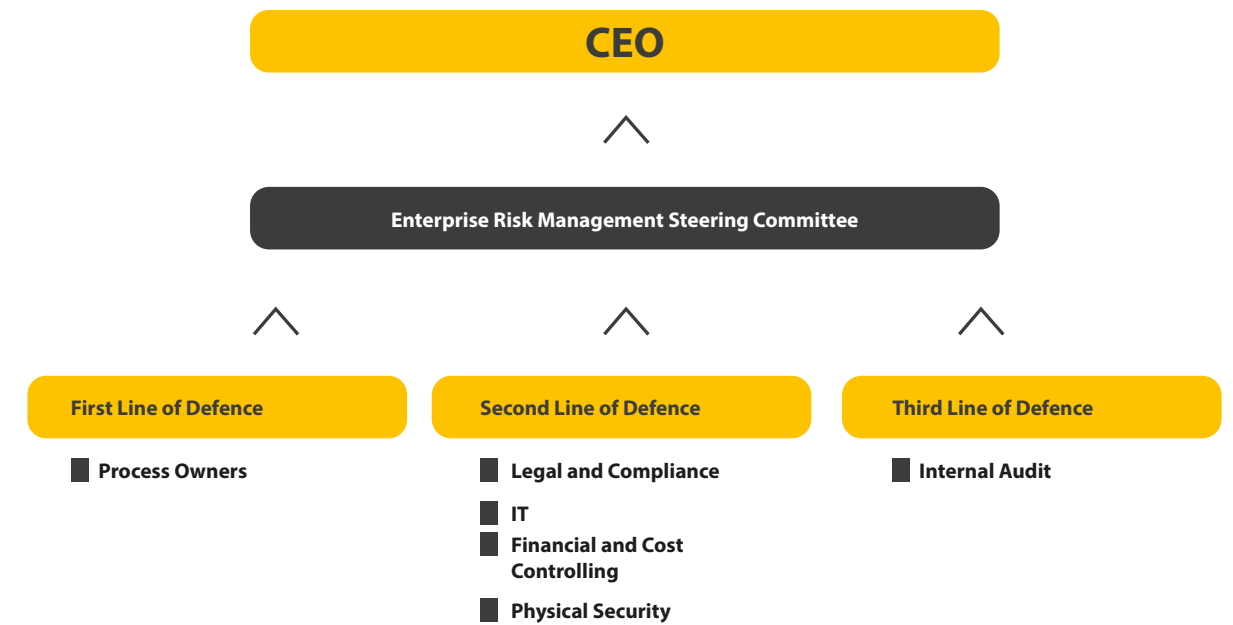 CEO
Enterprise Risk Management Steering Committee
First Line of Defence
Process Owners
Second Line of Defence
Legal and Compliance
IT
Financial and Cost
Controlling
Physical Security
Third Line of Defence
Internal Audit